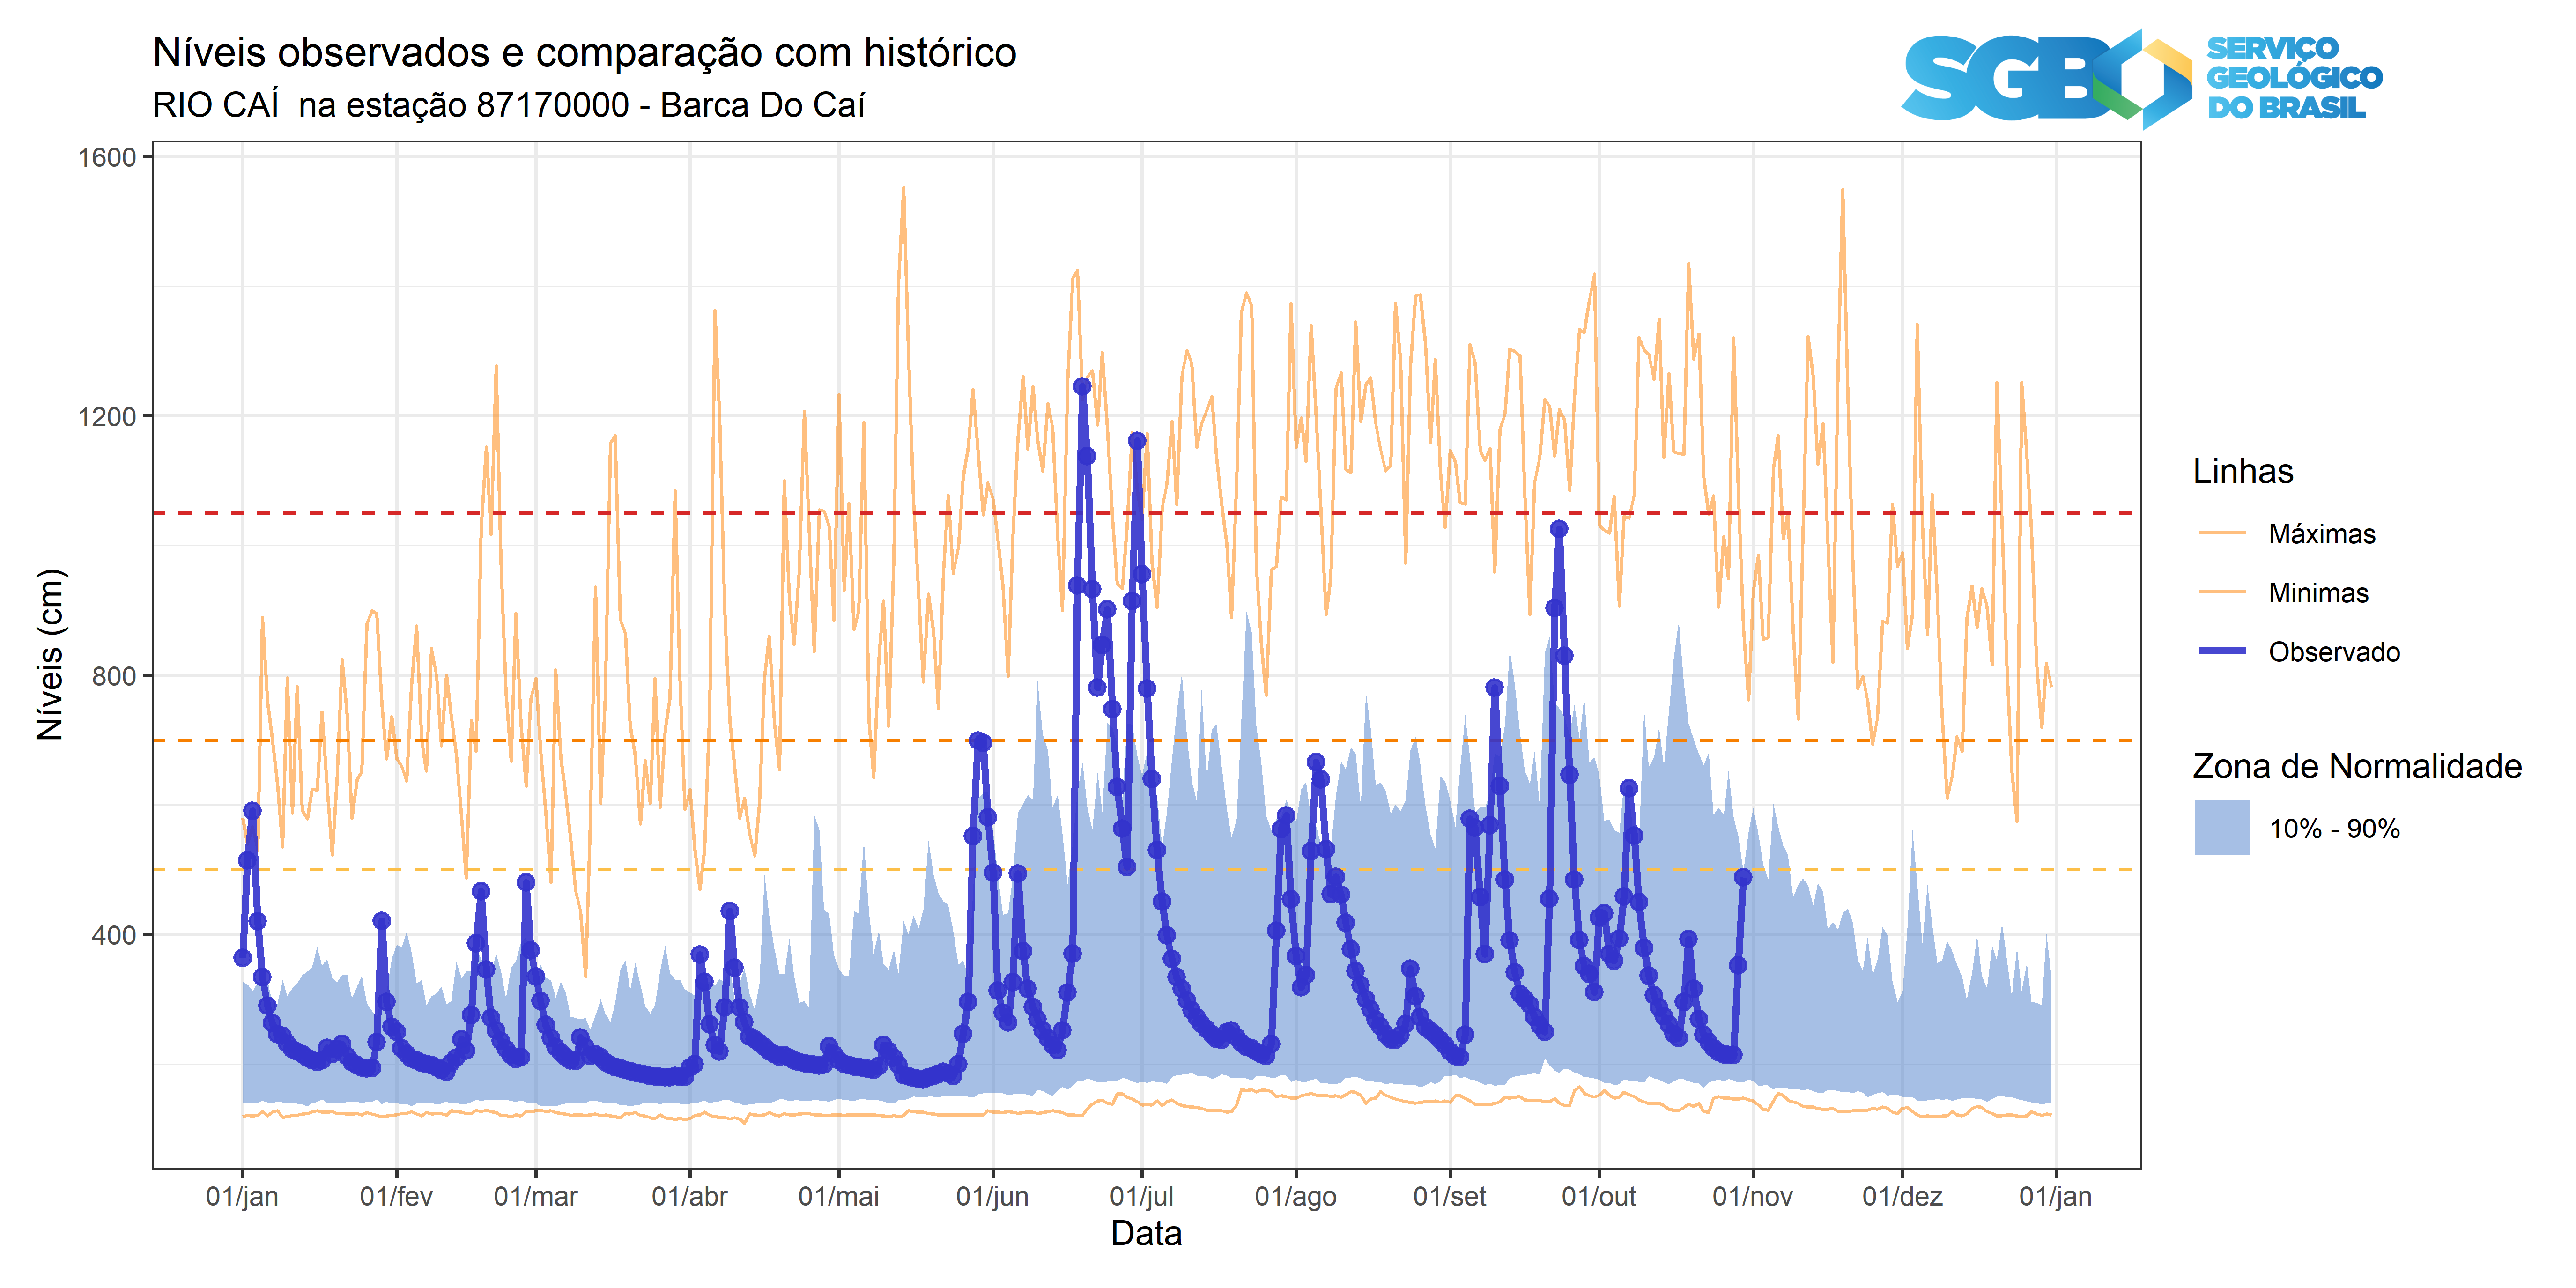 Níveis observados e comparação com histórico
RIO CAÍ  na estação 87170000 - Barca Do Caí
SGB
SERVIÇO
GEOLÓGICO
DO BRASIL
1600
1200
800
400
Níveis (cm)
01/jan
01/fev
01/mar
01/abr
01/mai
01/jun
01/jul
01/ago
01/set
01/out
01/nov
01/dez
01/jan
Data
Linhas
Máximas
Minimas
Observado
Zona de Normalidade
10% - 90%